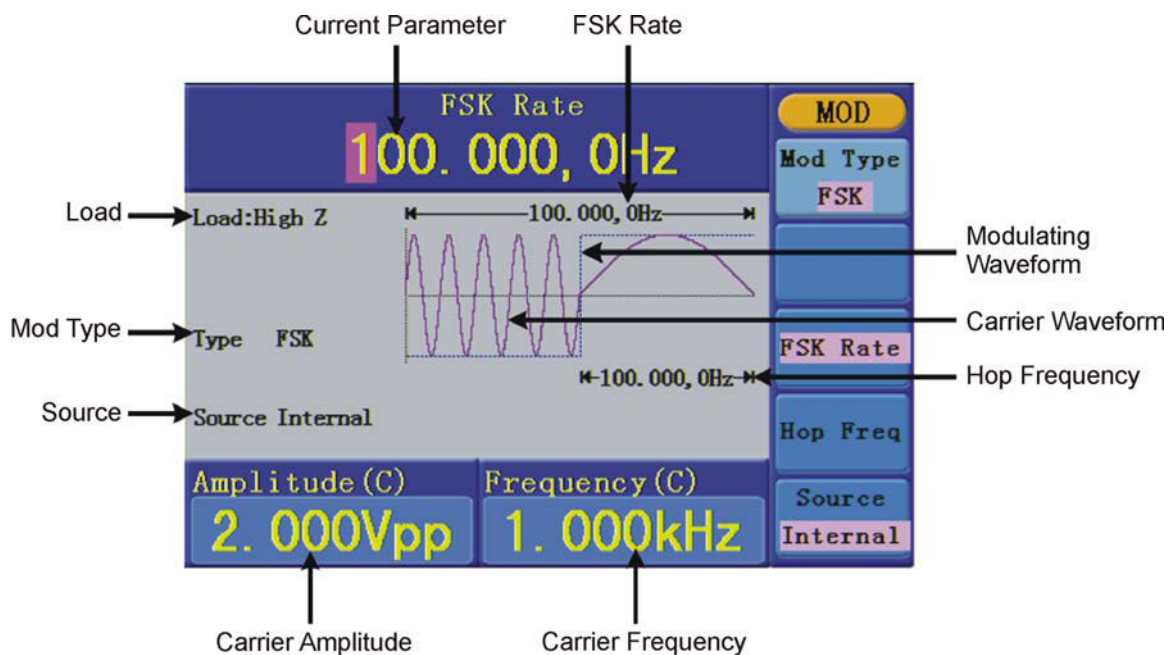 Current Parameter
FSK Rate
FSK Rate
100.000,0Hz
MOD
Mod Type
FSK
Load
Load:High Z
100.000,0Hz
Modulating
Waveform
Mod Type
Type FSK
Carrier Waveform
FSK Rate
100.000,0Hz
Hop Frequency
Source
Source Internal
Hop Freq
Amplitude(C)
2.000Vpp
Frequency(C)
1.000kHz
Source
Internal
Carrier Amplitude
Carrier Frequency